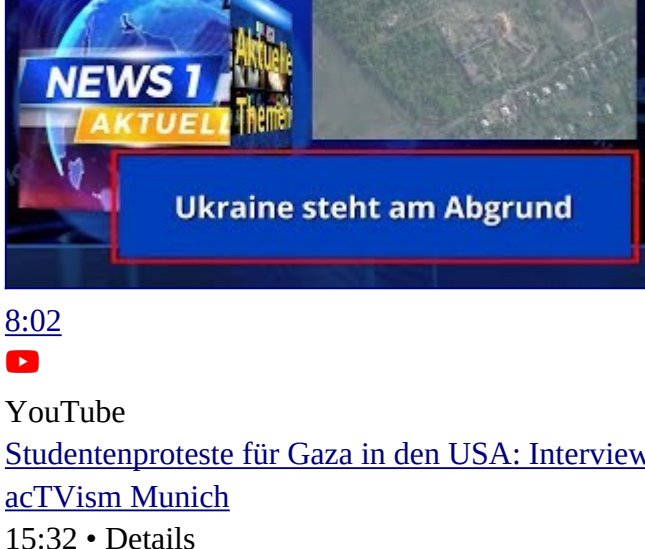 NEWS 1
AKTUELL
Aktuelle
Themen
Ukraine steht am Abgrund
8:02
YouTube
Studentenproteste für Gaza in den USA: Interview
acTVism Munich
15:32 • Details